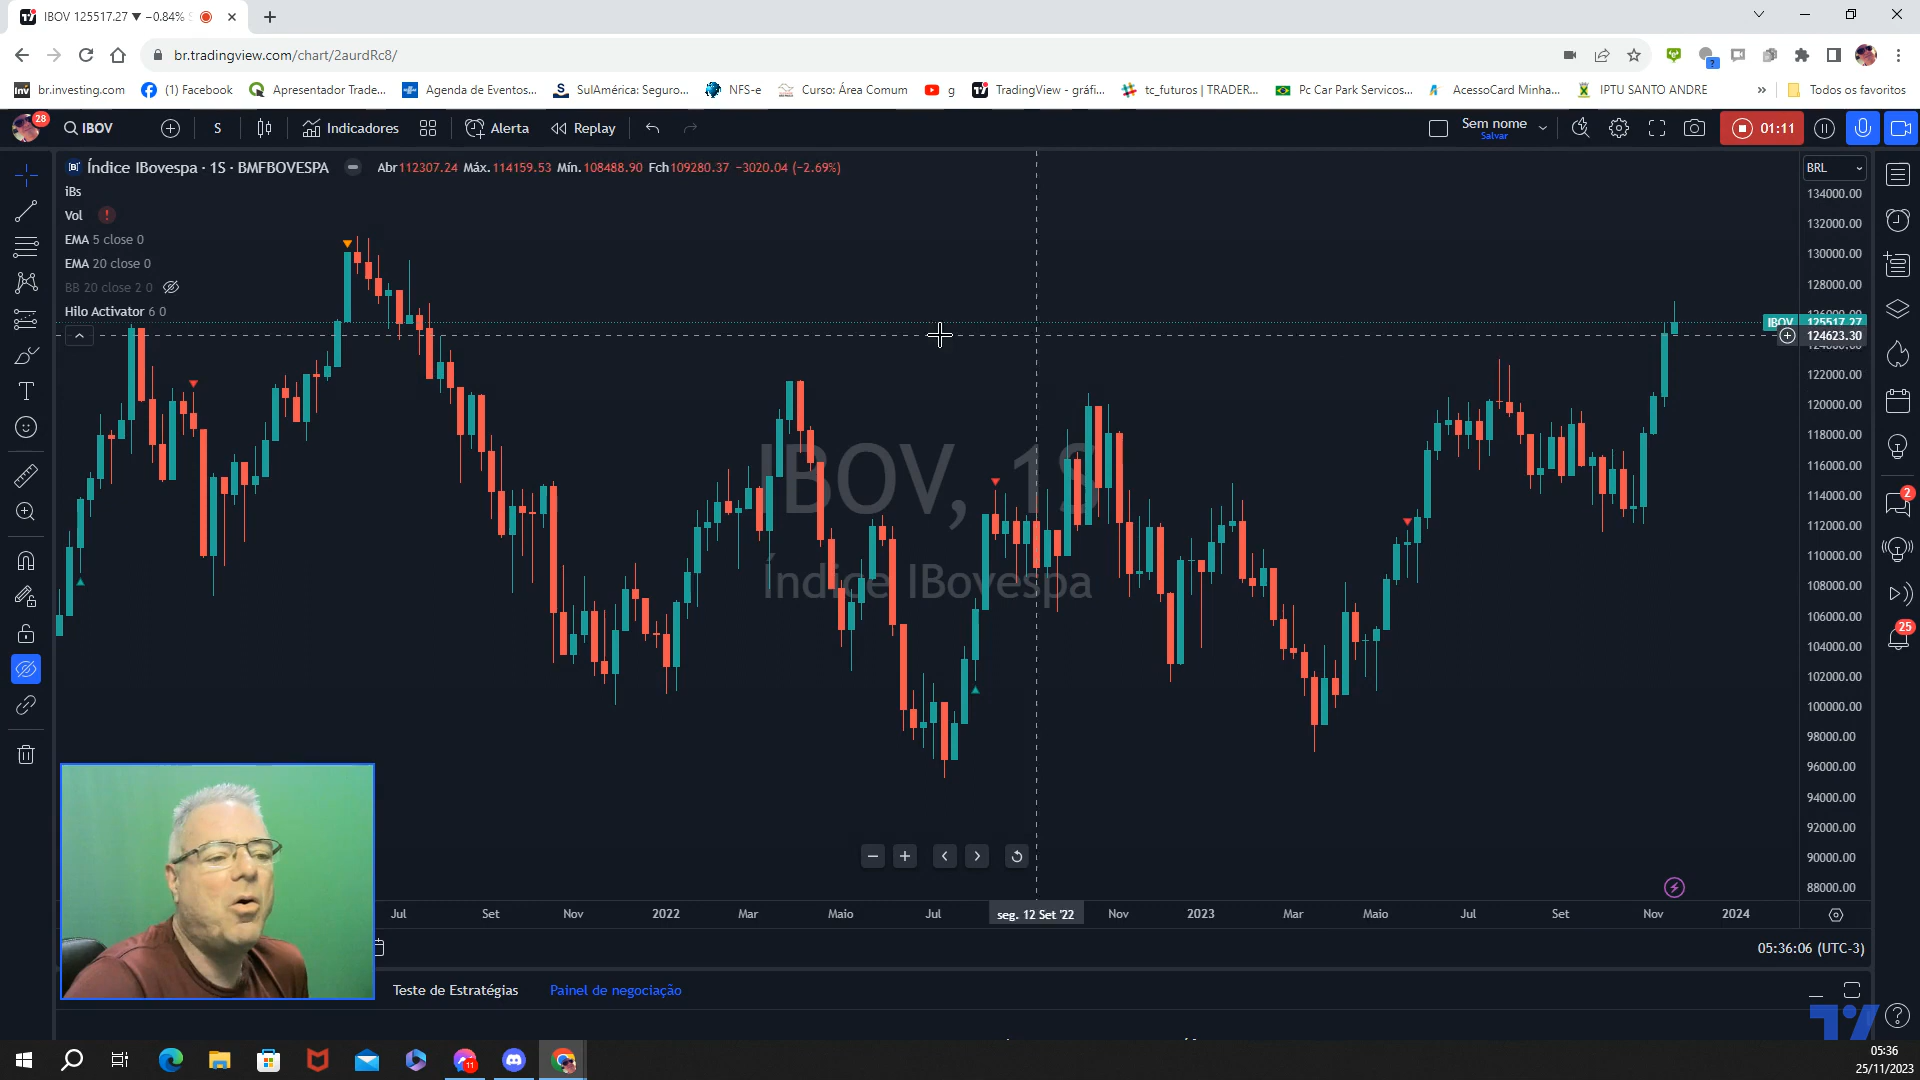 IBOV 125517.27 ▼ −0.84%
br.tradingview.com/chart/2aurdRc8/
br.investing.com
(1) Facebook
Apresentador Trade...
Agenda de Eventos...
SulAmérica: Seguro...
NFS-e
Curso: Área Comum
g
TradingView - gráfi...
tc_futuros | TRADER...
Pc Car Park Servicos...
AcessoCard Minha...
IPTU SANTO ANDRE
»
Todos os favoritos
28
IBOV
S
Indicadores
Alerta
Replay
Sem nome
Salvar
01:11
Índice IBovespa · 1S · BMFBOVESPA
Abr112307.24 Máx.114159.53 Mín.108488.90 Fch109280.37 −3020.04 (−2.69%)
BRL
iBs
Vol
EMA 5 close 0
EMA 20 close 0
BB 20 close 2 0
Hilo Activator 6 0
IBOV, 1S
Índice IBovespa
134000.00
132000.00
130000.00
128000.00
IBOV 125517.27
124623.30
122000.00
120000.00
118000.00
116000.00
114000.00
112000.00
110000.00
108000.00
106000.00
104000.00
102000.00
100000.00
98000.00
96000.00
94000.00
92000.00
90000.00
88000.00
2
25
Jul
Set
Nov
2022
Mar
Maio
Jul
seg. 12 Set '22
Nov
2023
Mar
Maio
Jul
Set
Nov
2024
05:36:06 (UTC-3)
Teste de Estratégias
Painel de negociação
11
05:36
25/11/2023